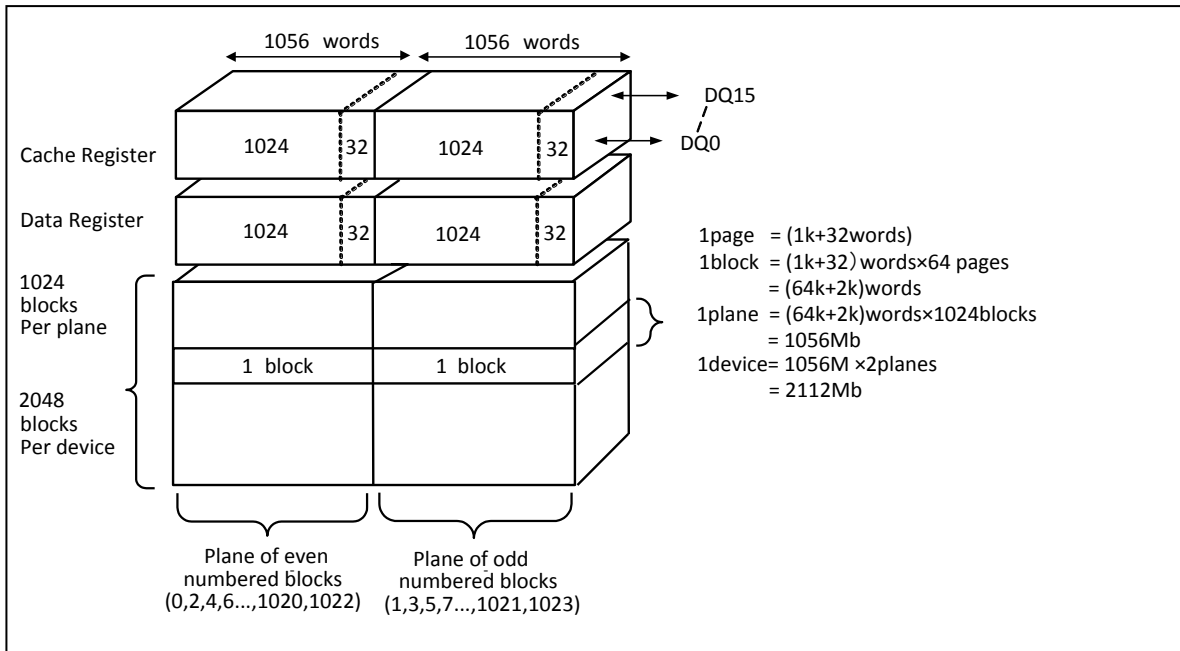 1056 words
1056 words
DQ15
DQ0
Cache Register
1024
32
1024
32
Data Register
1024
32
1024
32
1page = (1k+32words)
1block = (1k+32）words×64 pages
= (64k+2k)words
1plane = (64k+2k)words×1024blocks
= 1056Mb
1device= 1056M ×2planes
= 2112Mb
1024
blocks
Per plane
1 block
1 block
2048
blocks
Per device
Plane of even
numbered blocks
(0,2,4,6...,1020,1022)
Plane of odd
numbered blocks
(1,3,5,7...,1021,1023)